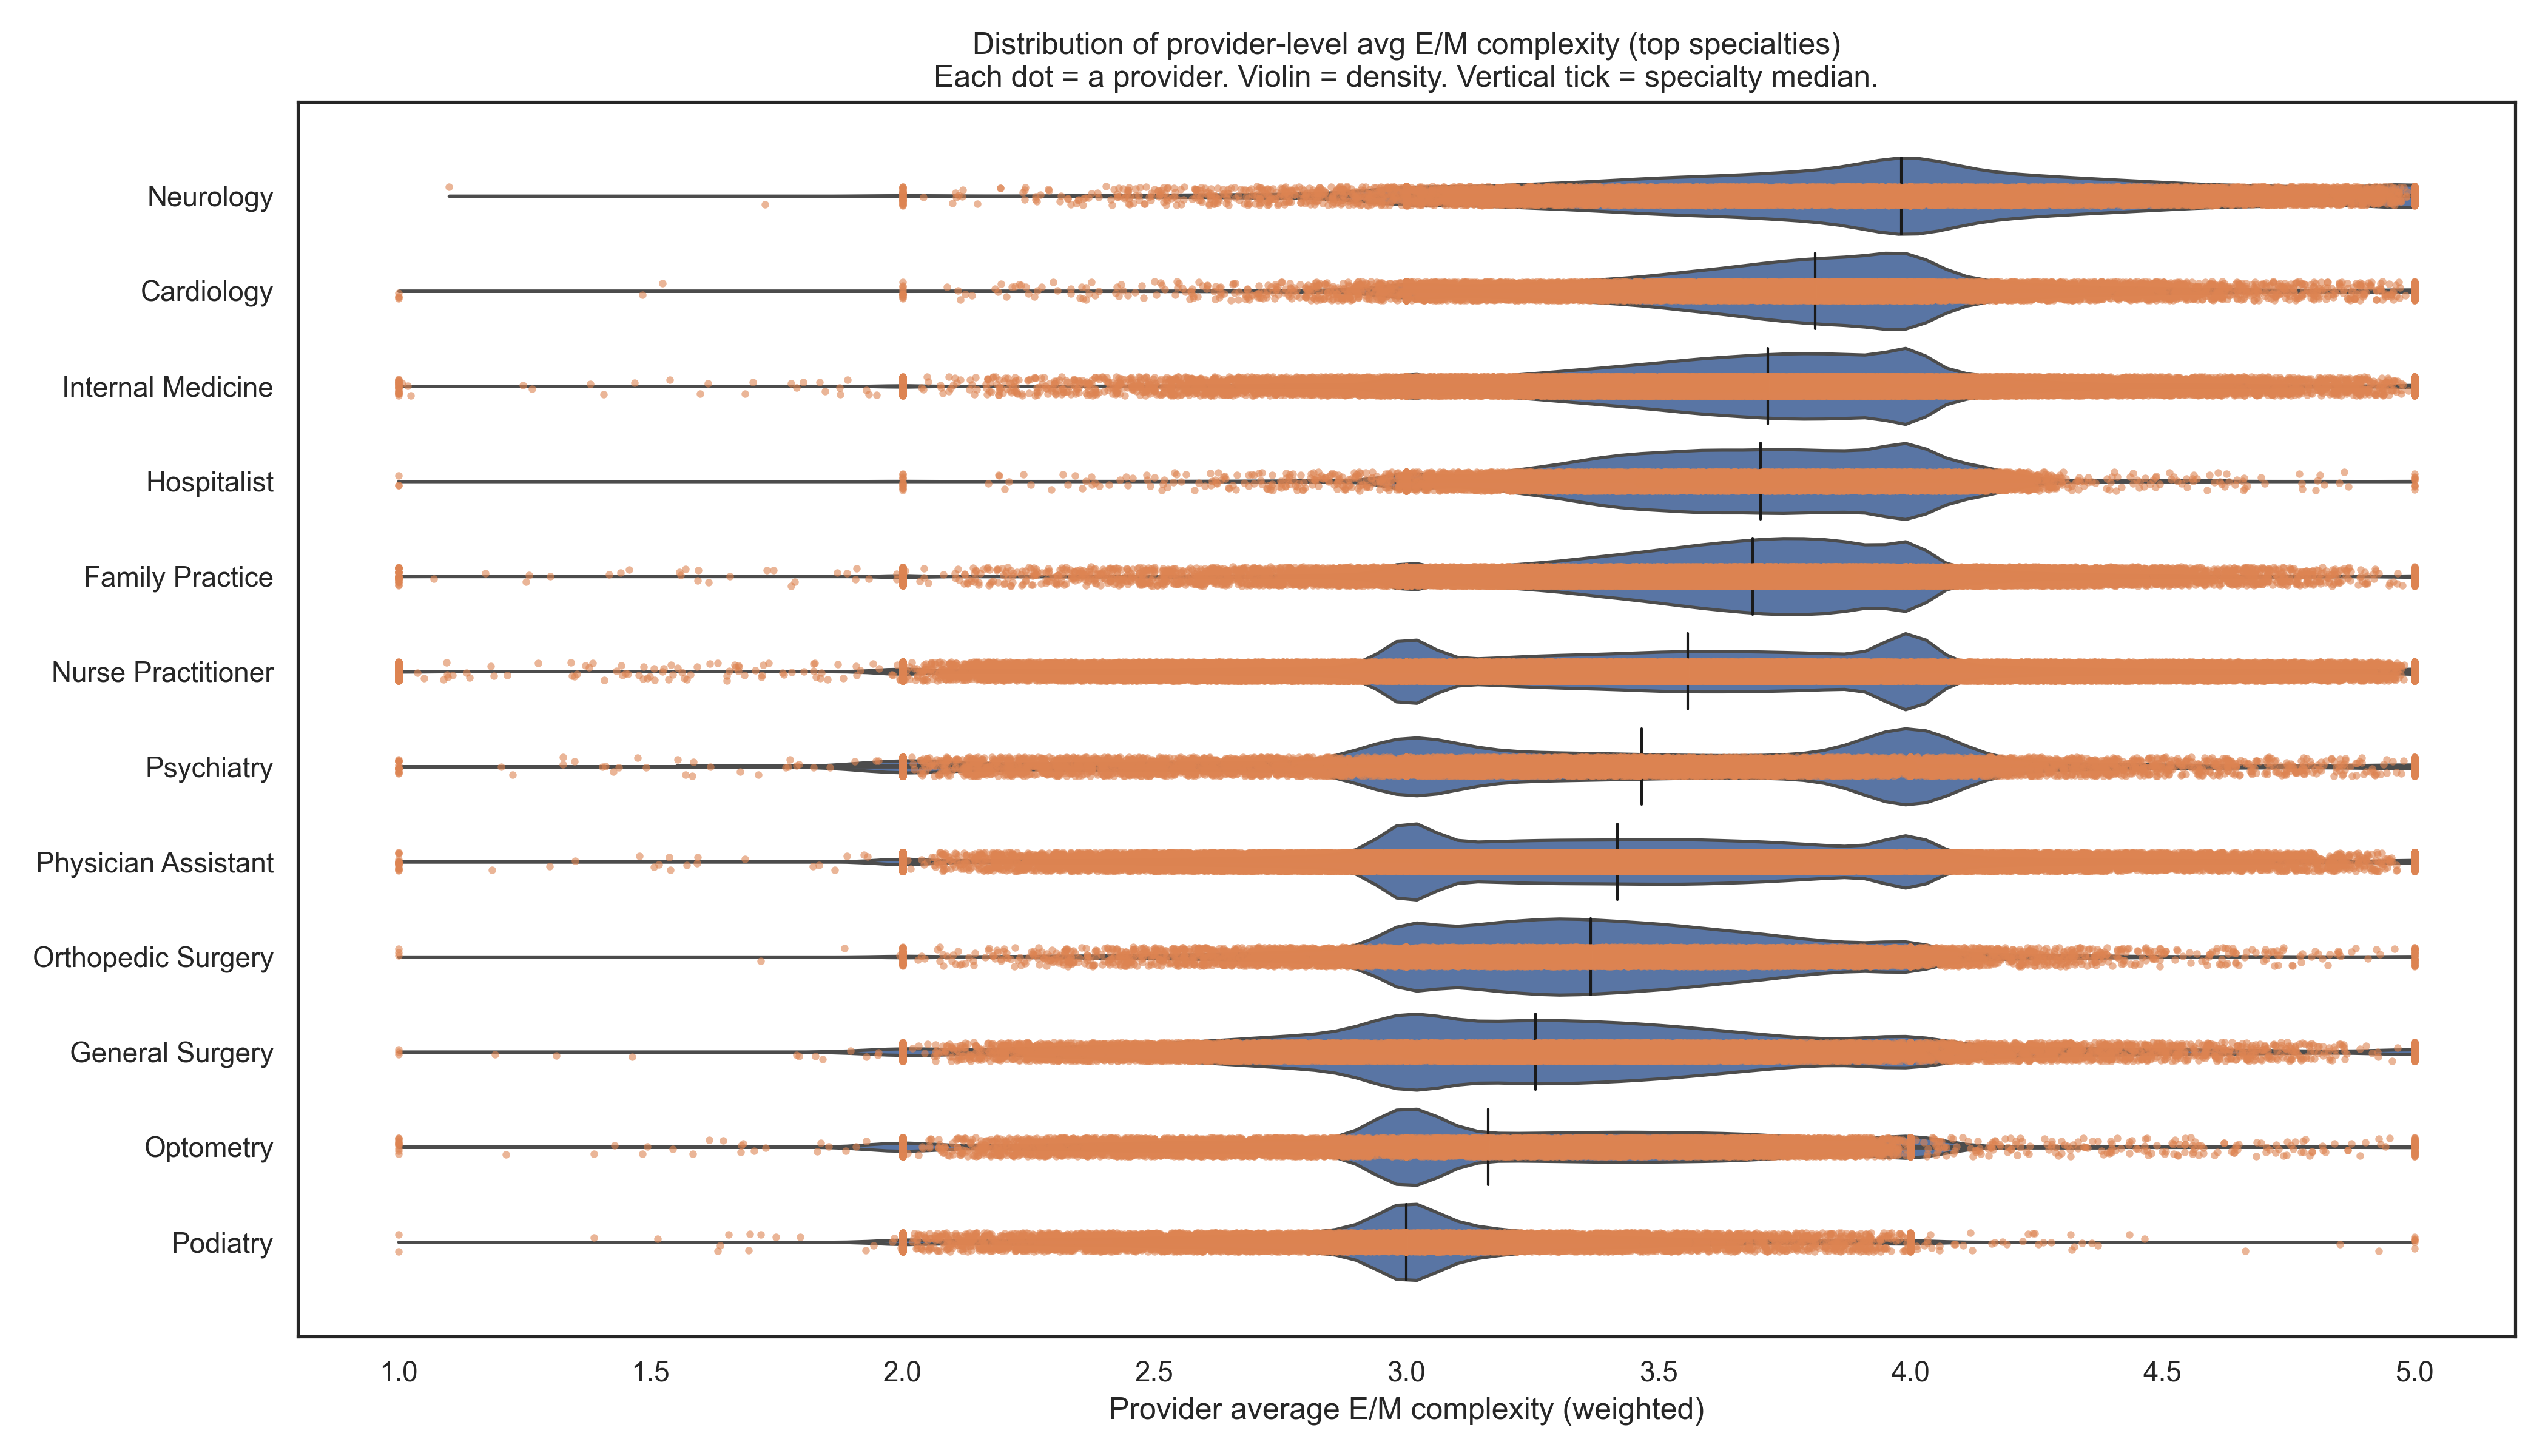 Distribution of provider-level avg E/M complexity (top specialties)
Each dot = a provider. Violin = density. Vertical tick = specialty median.
Neurology
Cardiology
Internal Medicine
Hospitalist
Family Practice
Nurse Practitioner
Psychiatry
Physician Assistant
Orthopedic Surgery
General Surgery
Optometry
Podiatry
1.0 1.5 2.0 2.5 3.0 3.5 4.0 4.5 5.0
Provider average E/M complexity (weighted)